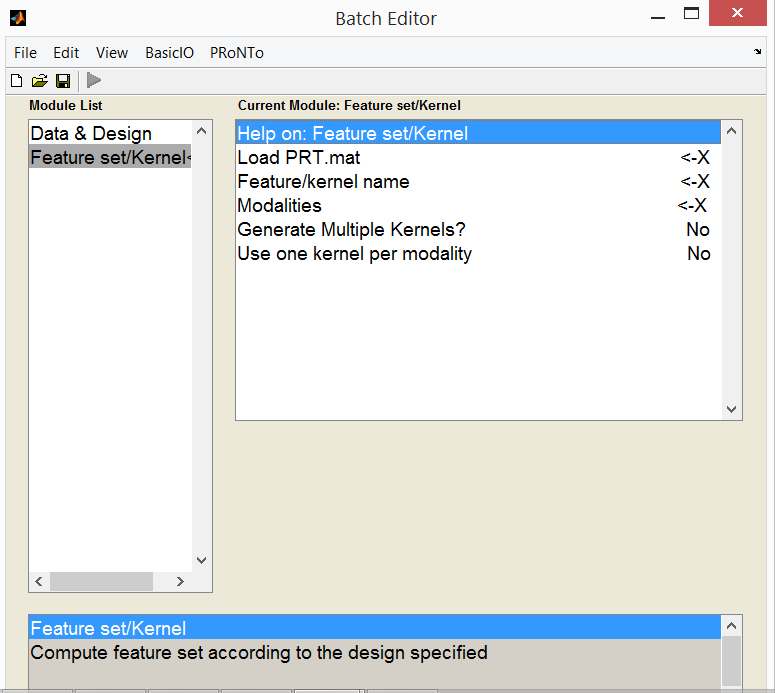 Batch Editor
File Edit View BasicIO PRoNTo
Module List
Current Module: Feature set/Kernel
Data & Design
Feature set/Kernel<
Help on: Feature set/Kernel
Load PRT.mat <-X
Feature/kernel name <-X
Modalities <-X
Generate Multiple Kernels? No
Use one kernel per modality No
Feature set/Kernel
Compute feature set according to the design specified